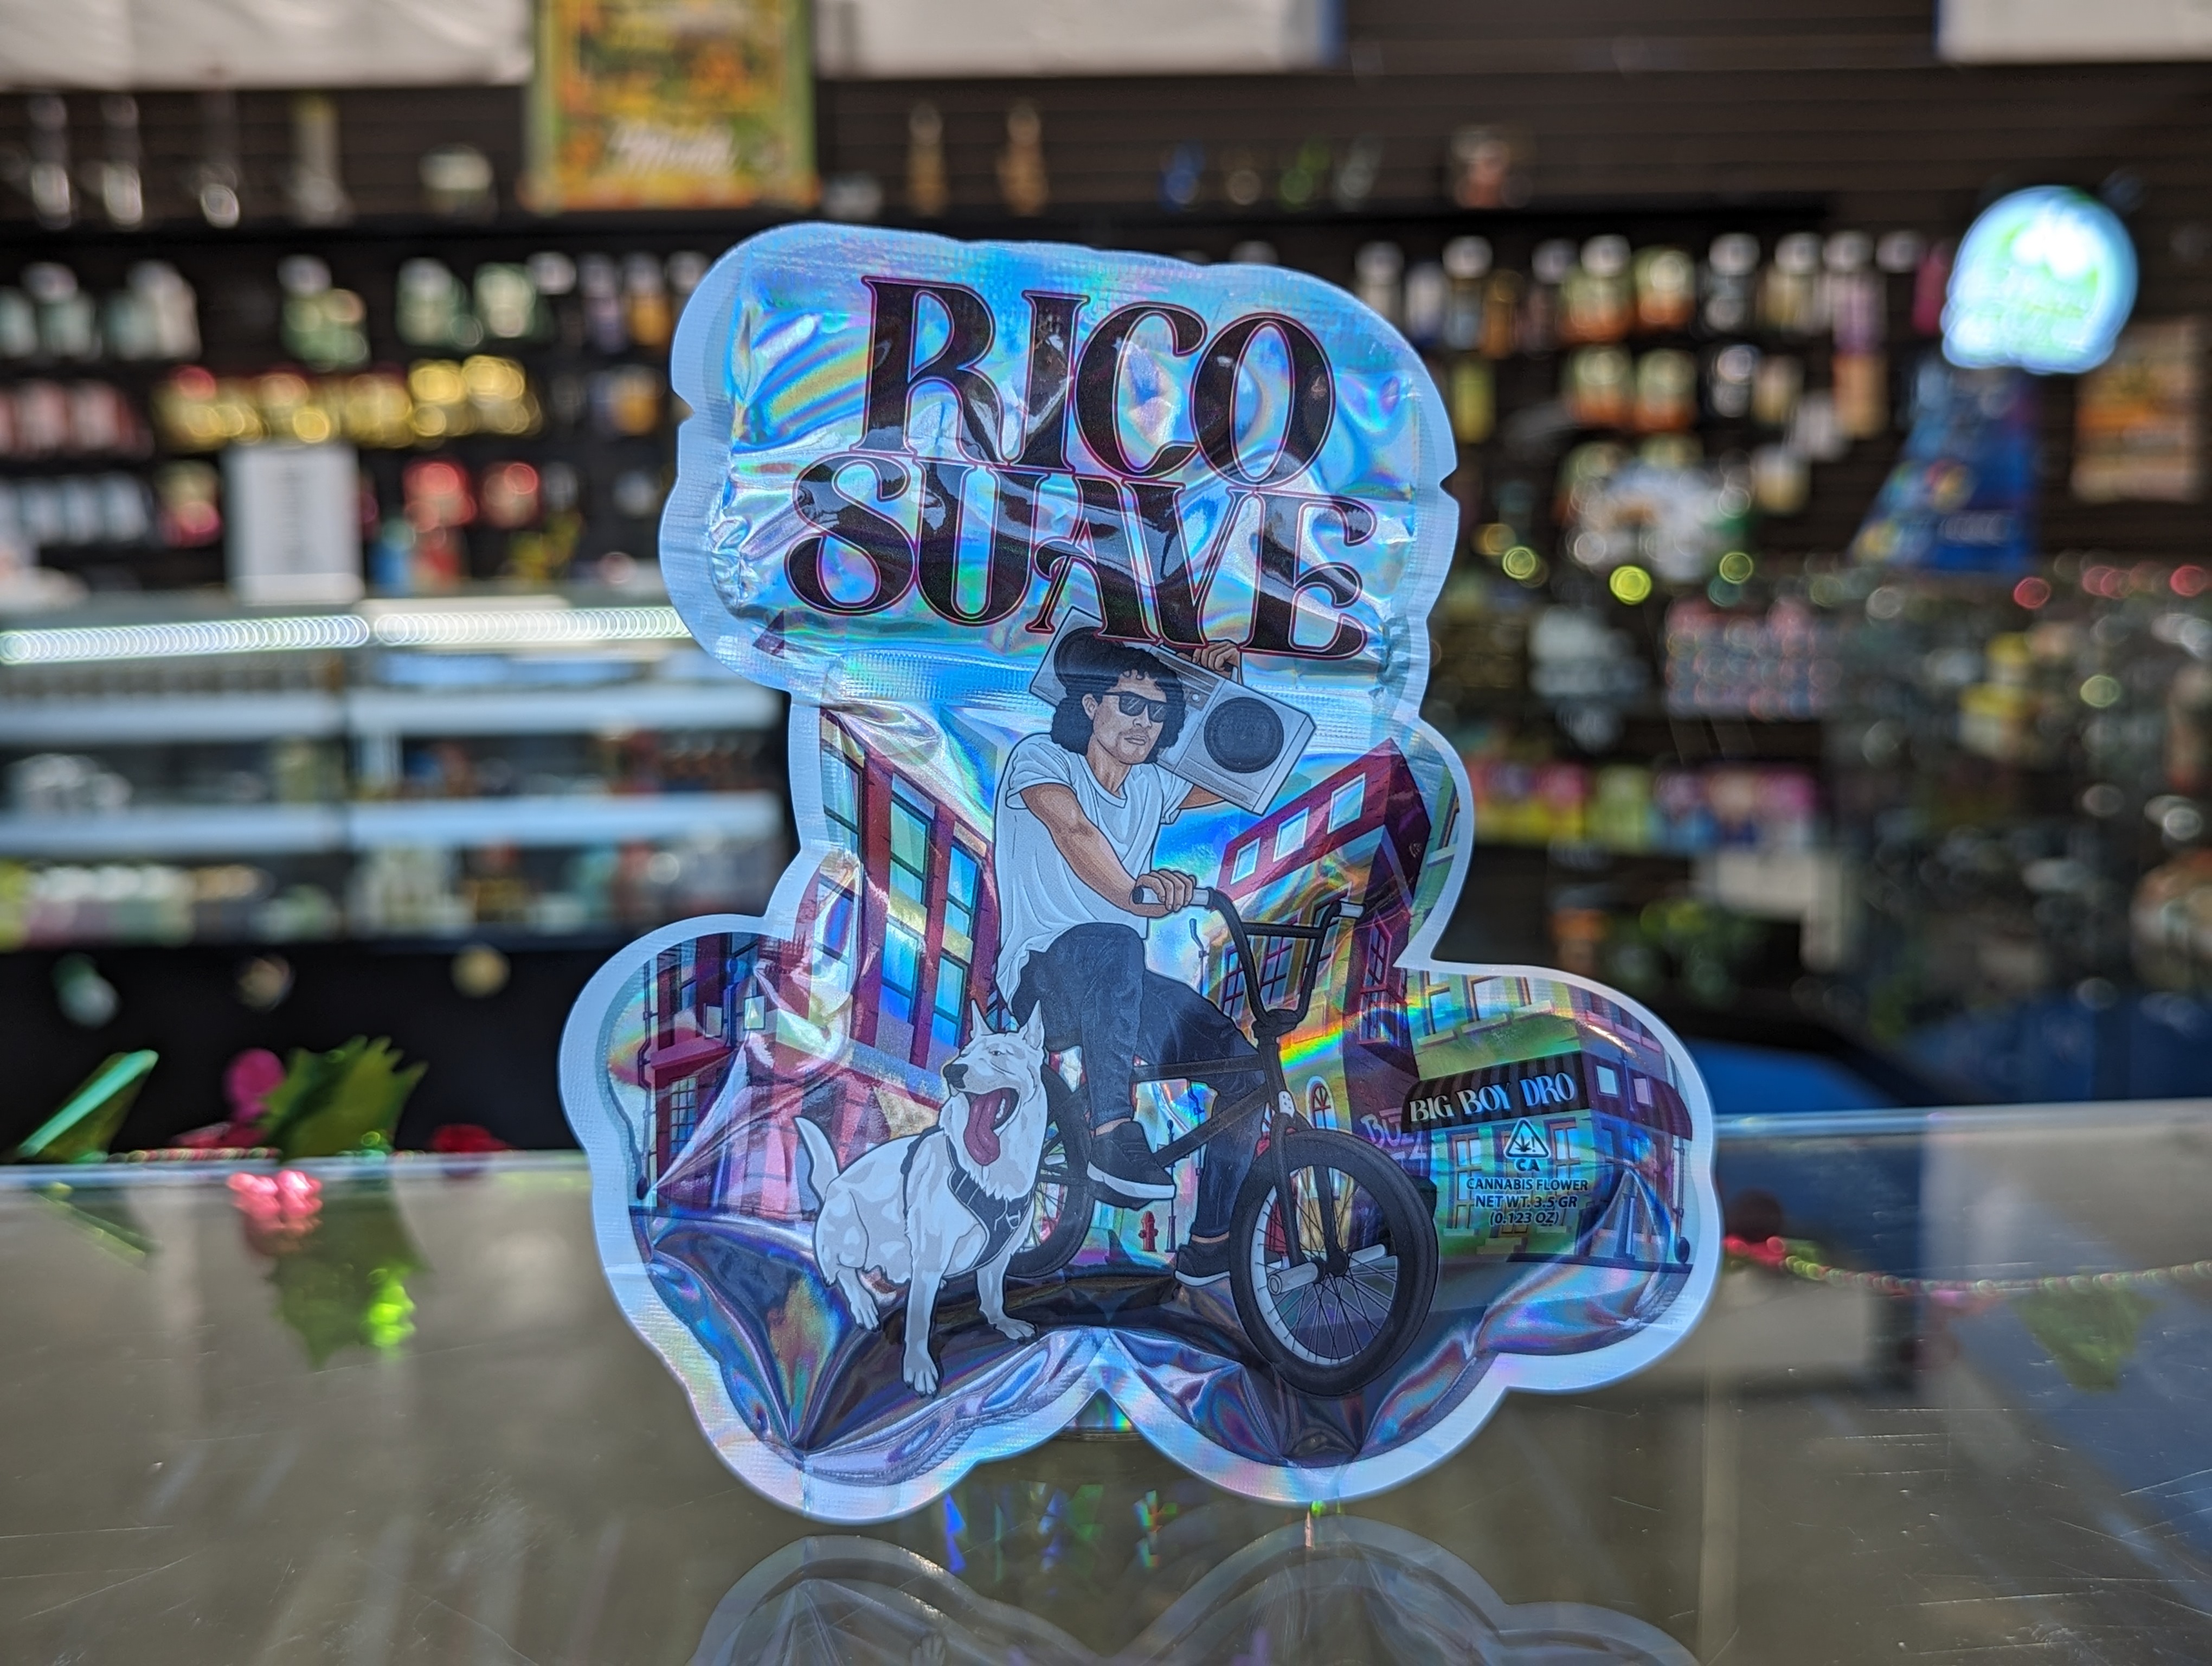 RICO
SUAVE
BIG BOY DRO
CA
CANNABIS FLOWER
NET WT. 3.5 GR
(0.123 OZ)